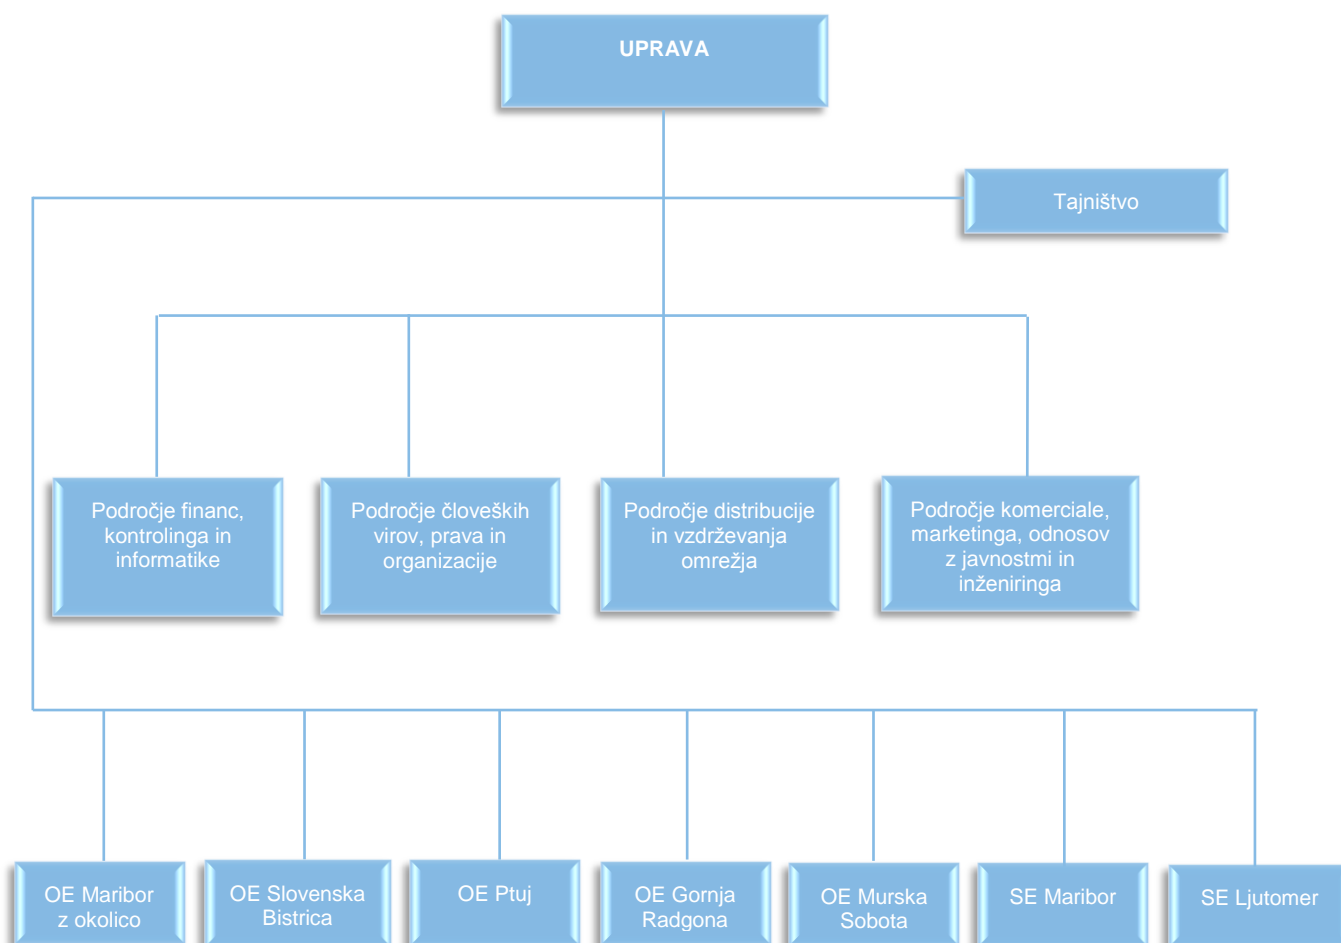 UPRAVA
Tajništvo
Področje financ,
kontrolinga in
informatike
Področje človeških
virov, prava in
organizacije
Področje distribucije
in vzdrževanja
omrežja
Področje komerciale,
marketinga, odnosov
z javnostmi in
inženiringa
OE Maribor
z okolico
OE Slovenska
Bistrica
OE Ptuj
OE Gornja
Radgona
OE Murska
Sobota
SE Maribor
SE Ljutomer